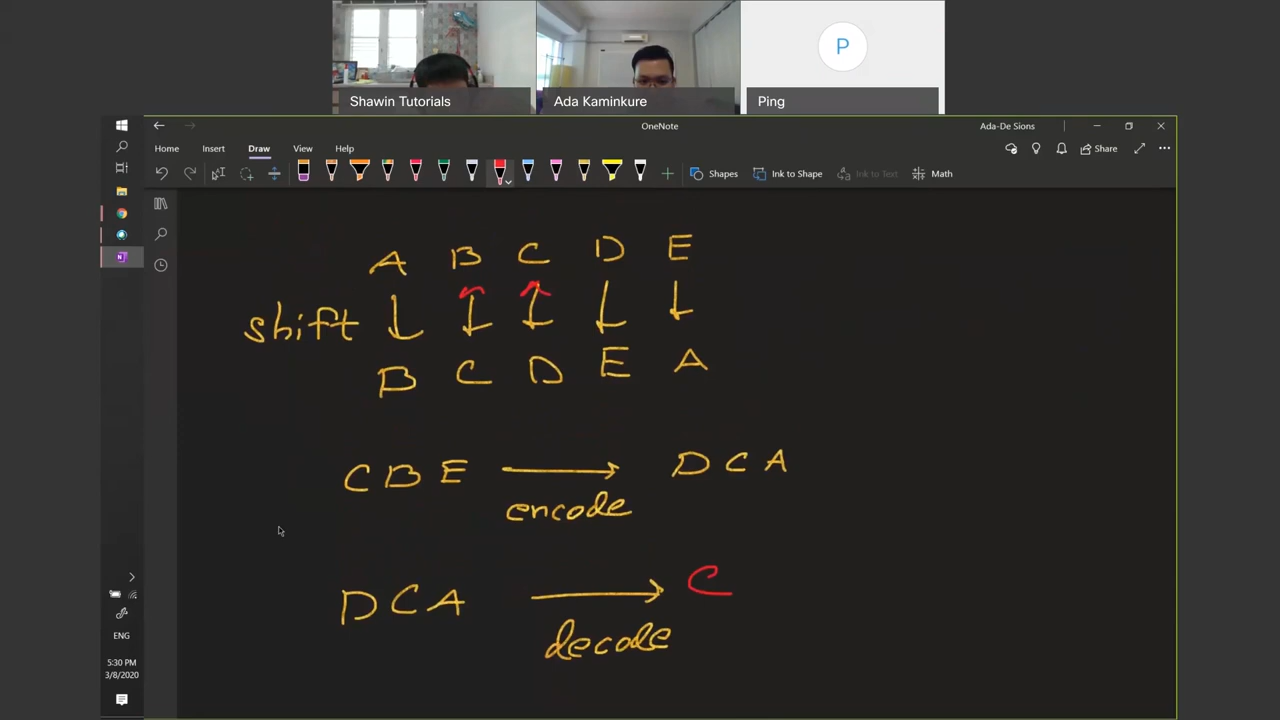 P
Shawin Tutorials
Ada Kaminkure
Ping
OneNote
Ada-De Sions
Home Insert Draw View Help
Share
Shapes Ink to Shape Ink to Text Math
A B C D E
shift
B C D E A
C B E D C A
encode
D C A C
decode
ENG
5:30 PM
3/8/2020